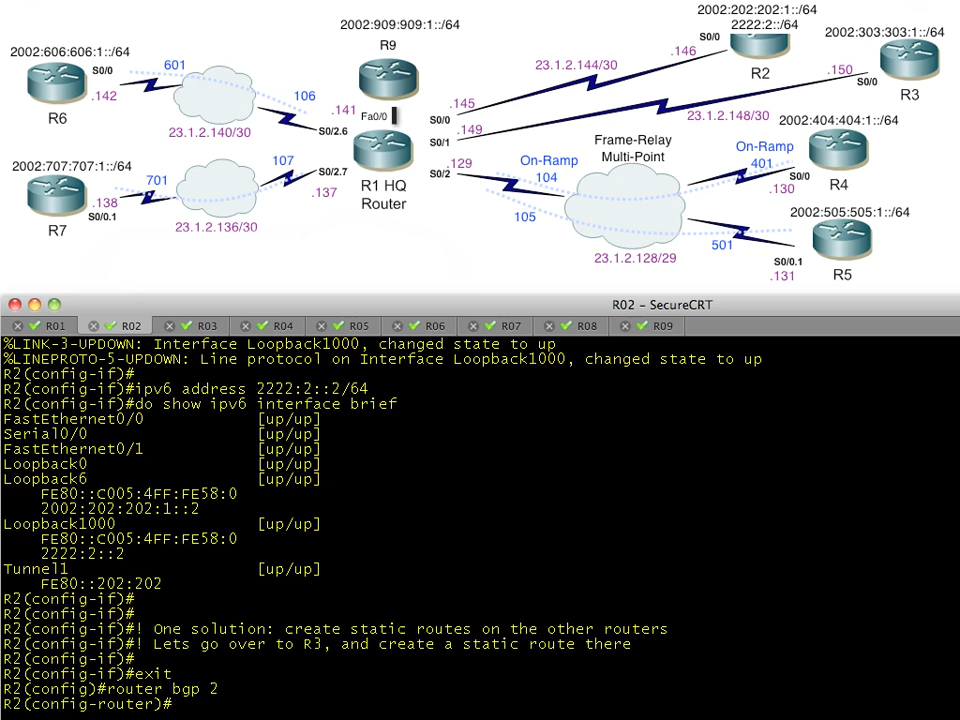 2002:909:909:1::/64
R9
2002:202:202:1::/64
2222:2::/64
S0/0
.146
R2
2002:303:303:1::/64
.150
S0/0
R3
2002:606:606:1::/64
S0/0
601
.142
R6
106
23.1.2.140/30
.141
Fa0/0
S0/2.6
23.1.2.144/30
.145
S0/0
.149
S0/1
23.1.2.148/30
2002:707:707:1::/64
701
107
.138
S0/0.1
R7
S0/2.7
.137
23.1.2.136/30
R1 HQ
Router
.129
S0/2
On-Ramp
104
105
Frame-Relay
Multi-Point
23.1.2.128/29
2002:404:404:1::/64
On-Ramp
401
S0/0
.130
R4
2002:505:505:1::/64
501
S0/0.1
.131
R5
R02 - SecureCRT
R01 R02 R03 R04 R05 R06 R07 R08 R09
%LINK-3-UPDOWN: Interface Loopback1000, changed state to up
%LINEPROTO-5-UPDOWN: Line protocol on Interface Loopback1000, changed state to up
R2(config-if)#
R2(config-if)#ipv6 address 2222:2::2/64
R2(config-if)#do show ipv6 interface brief
FastEthernet0/0 [up/up]
Serial0/0 [up/up]
FastEthernet0/1 [up/up]
Loopback0 [up/up]
Loopback6 [up/up]
FE80::C005:4FF:FE58:0
2002:202:202:1::2
Loopback1000 [up/up]
FE80::C005:4FF:FE58:0
2222:2::2
Tunnel1 [up/up]
FE80::202:202
R2(config-if)#
R2(config-if)#
R2(config-if)#! One solution: create static routes on the other routers
R2(config-if)#! Lets go over to R3, and create a static route there
R2(config-if)#
R2(config-if)#exit
R2(config)#router bgp 2
R2(config-router)#